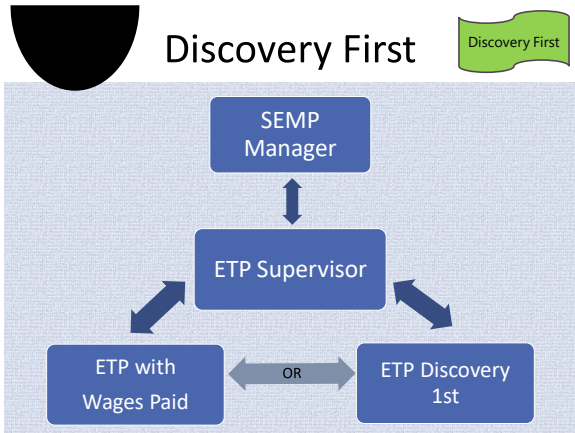 Discovery First
Discovery First
SEMP
Manager
ETP Supervisor
ETP with
Wages Paid
OR
ETP Discovery
1st